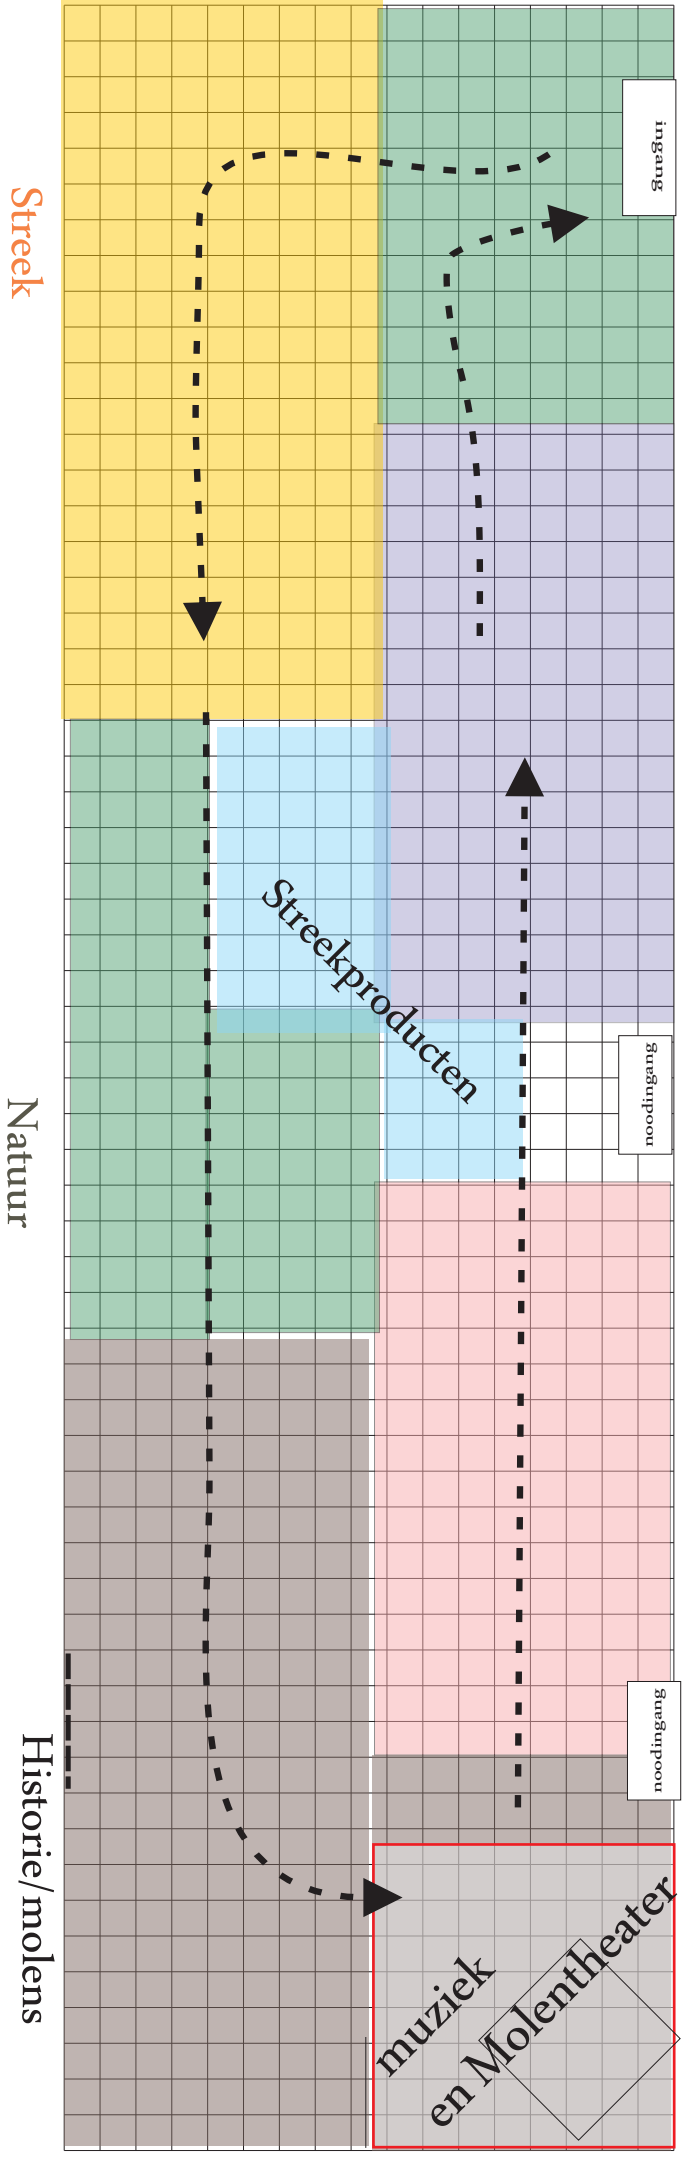 ingang
Streek
Streekproducten
noodingang
Natuur
noodingang
Historie/molens
muziek
en Molentheater